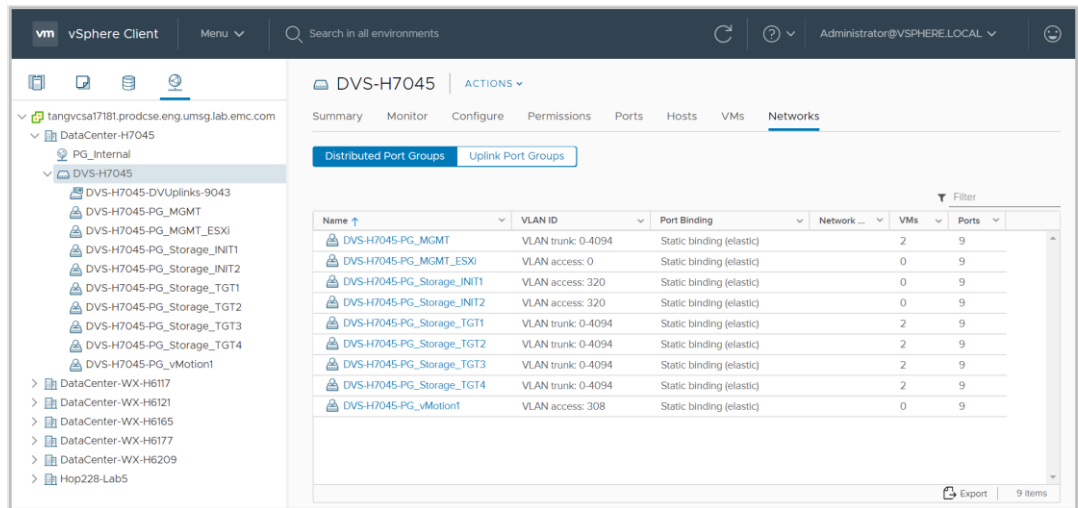 vm vSphere Client Menu Search in all environments Administrator@VSPHERE.LOCAL
tangvcsa17181.prodcse.eng.umsg.lab.emc.com
DataCenter-H7045
PG_Internal
DVS-H7045
DVS-H7045-DVUplinks-9043
DVS-H7045-PG_MGMT
DVS-H7045-PG_MGMT_ESXi
DVS-H7045-PG_Storage_INIT1
DVS-H7045-PG_Storage_INIT2
DVS-H7045-PG_Storage_TGT1
DVS-H7045-PG_Storage_TGT2
DVS-H7045-PG_Storage_TGT3
DVS-H7045-PG_Storage_TGT4
DVS-H7045-PG_vMotion1
DataCenter-WX-H6117
DataCenter-WX-H6121
DataCenter-WX-H6165
DataCenter-WX-H6177
DataCenter-WX-H6209
Hop228-Lab5
DVS-H7045 ACTIONS
Summary Monitor Configure Permissions Ports Hosts VMs Networks
Distributed Port Groups Uplink Port Groups
Filter
Name VLAN ID Port Binding Network ... VMs Ports
DVS-H7045-PG_MGMT VLAN trunk: 0-4094 Static binding (elastic) 2 9
DVS-H7045-PG_MGMT_ESXi VLAN access: 0 Static binding (elastic) 0 9
DVS-H7045-PG_Storage_INIT1 VLAN access: 320 Static binding (elastic) 0 9
DVS-H7045-PG_Storage_INIT2 VLAN access: 320 Static binding (elastic) 0 9
DVS-H7045-PG_Storage_TGT1 VLAN trunk: 0-4094 Static binding (elastic) 2 9
DVS-H7045-PG_Storage_TGT2 VLAN trunk: 0-4094 Static binding (elastic) 2 9
DVS-H7045-PG_Storage_TGT3 VLAN trunk: 0-4094 Static binding (elastic) 2 9
DVS-H7045-PG_Storage_TGT4 VLAN trunk: 0-4094 Static binding (elastic) 2 9
DVS-H7045-PG_vMotion1 VLAN access: 308 Static binding (elastic) 0 9
Export 9 items